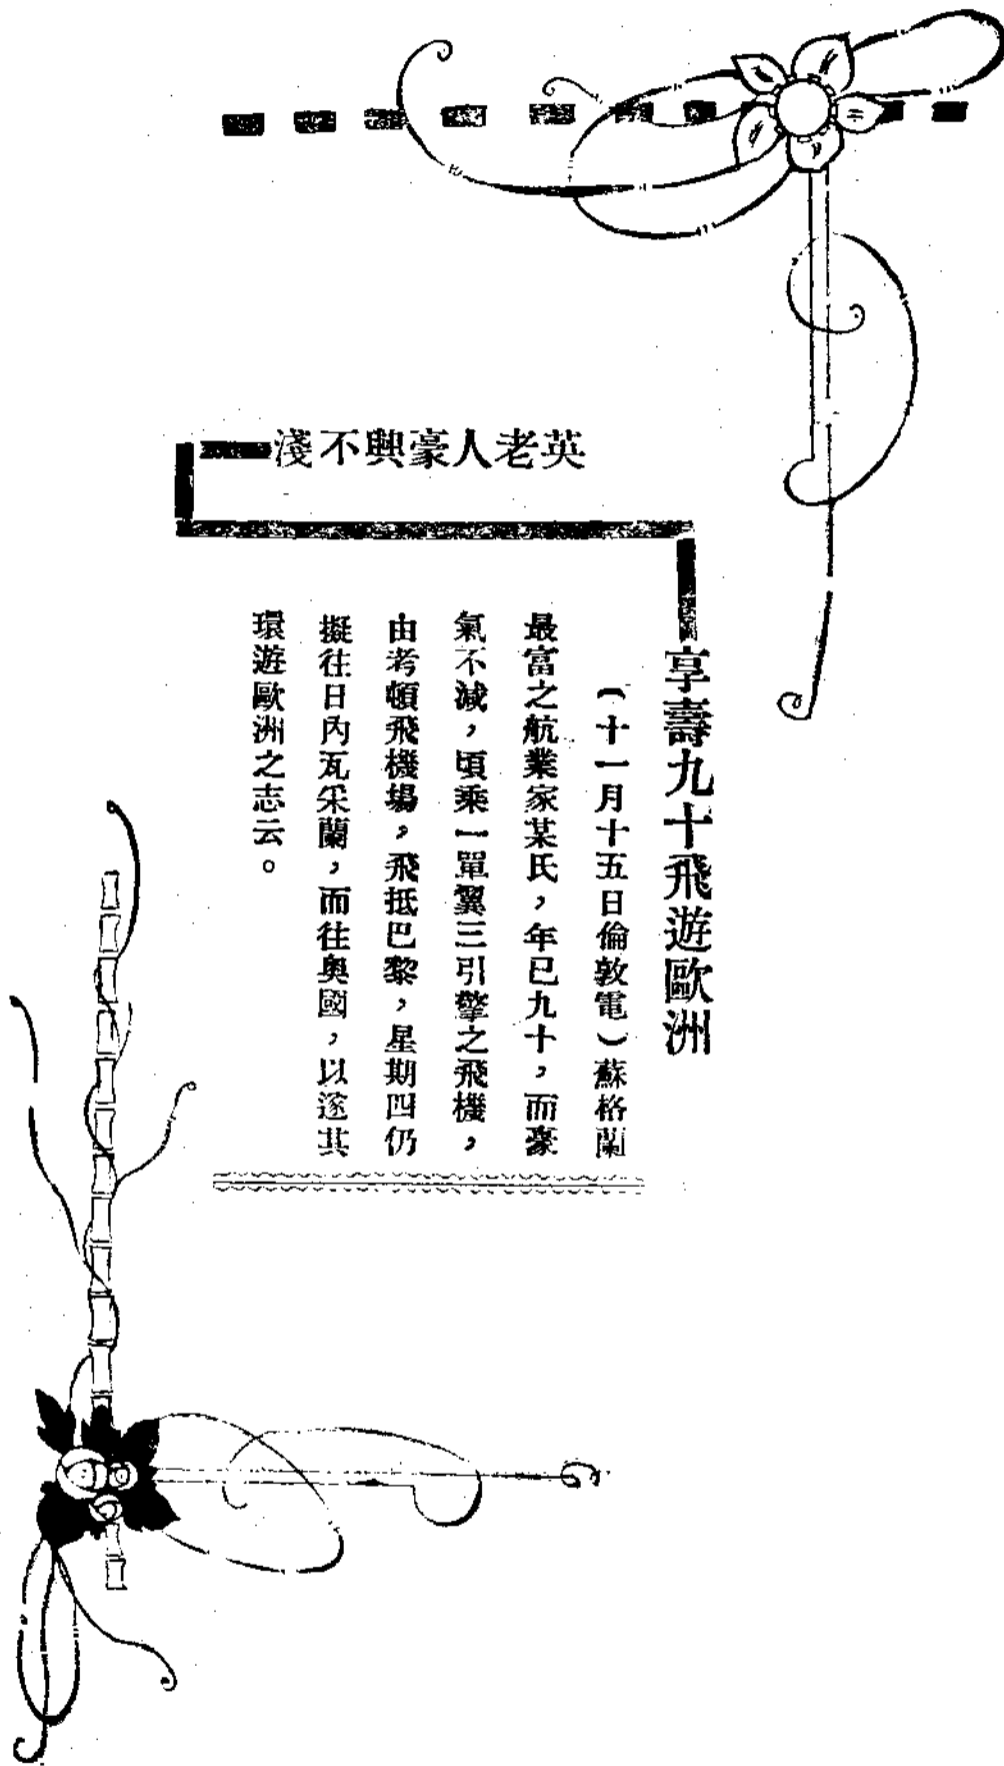 英老人豪興不淺
享壽九十飛遊歐洲
(十一月十五日倫敦電)蘇格蘭
最富之航業家某氏，年已九十，而豪
氣不減，頃乘一單翼三引擎之飛機，
由考頓飛機場，飛抵巴黎，星期四仍
擬往日內瓦米蘭，而往奧國，以遂其
環遊歐洲之志云。